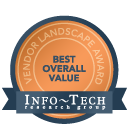 VENDOR LANDSCAPE AWARD
BEST
OVERALL
VALUE
INFO~TECH
research group